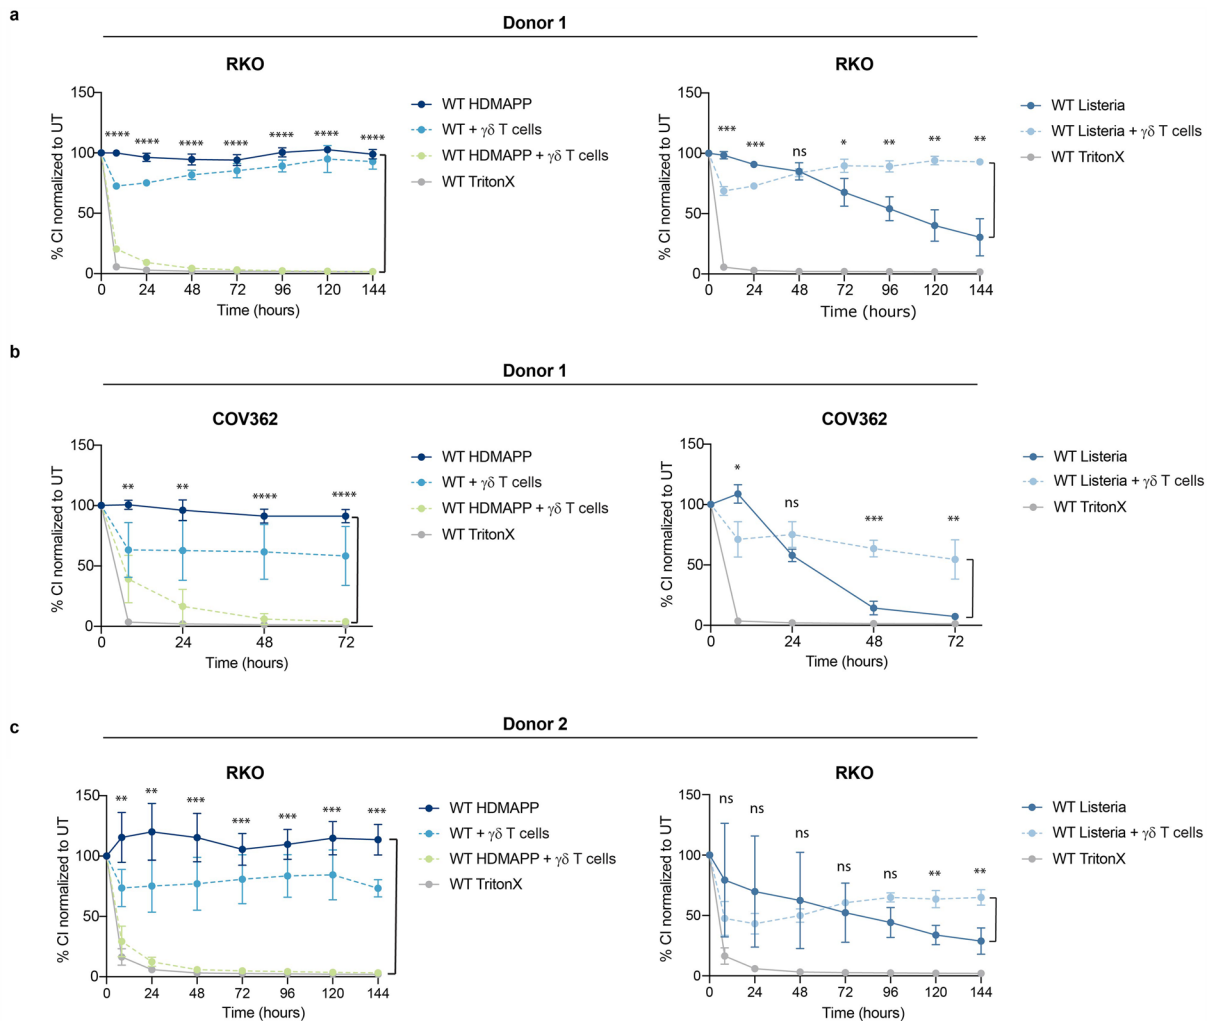 a
Donor 1
RKO
% CI normalized to UT
150
100
50
0
**** **** **** **** **** **** ****
0 24 48 72 96 120 144
Time (hours)
WT HDMAPP
WT + γδ T cells
WT HDMAPP + γδ T cells
WT TritonX
RKO
% CI normalized to UT
150
100
50
0
*** *** ns * ** ** **
0 24 48 72 96 120 144
Time (hours)
WT Listeria
WT Listeria + γδ T cells
WT TritonX
b
Donor 1
COV362
% CI normalized to UT
150
100
50
0
** ** **** ****
0 24 48 72
Time (hours)
WT HDMAPP
WT + γδ T cells
WT HDMAPP + γδ T cells
WT TritonX
COV362
% CI normalized to UT
150
100
50
0
* ns *** **
0 24 48 72
Time (hours)
WT Listeria
WT Listeria + γδ T cells
WT TritonX
c
Donor 2
RKO
% CI normalized to UT
150
100
50
0
** ** *** *** *** *** ***
0 24 48 72 96 120 144
Time (hours)
WT HDMAPP
WT + γδ T cells
WT HDMAPP + γδ T cells
WT TritonX
RKO
% CI normalized to UT
150
100
50
0
ns ns ns ns ns ** **
0 24 48 72 96 120 144
Time (hours)
WT Listeria
WT Listeria + γδ T cells
WT TritonX